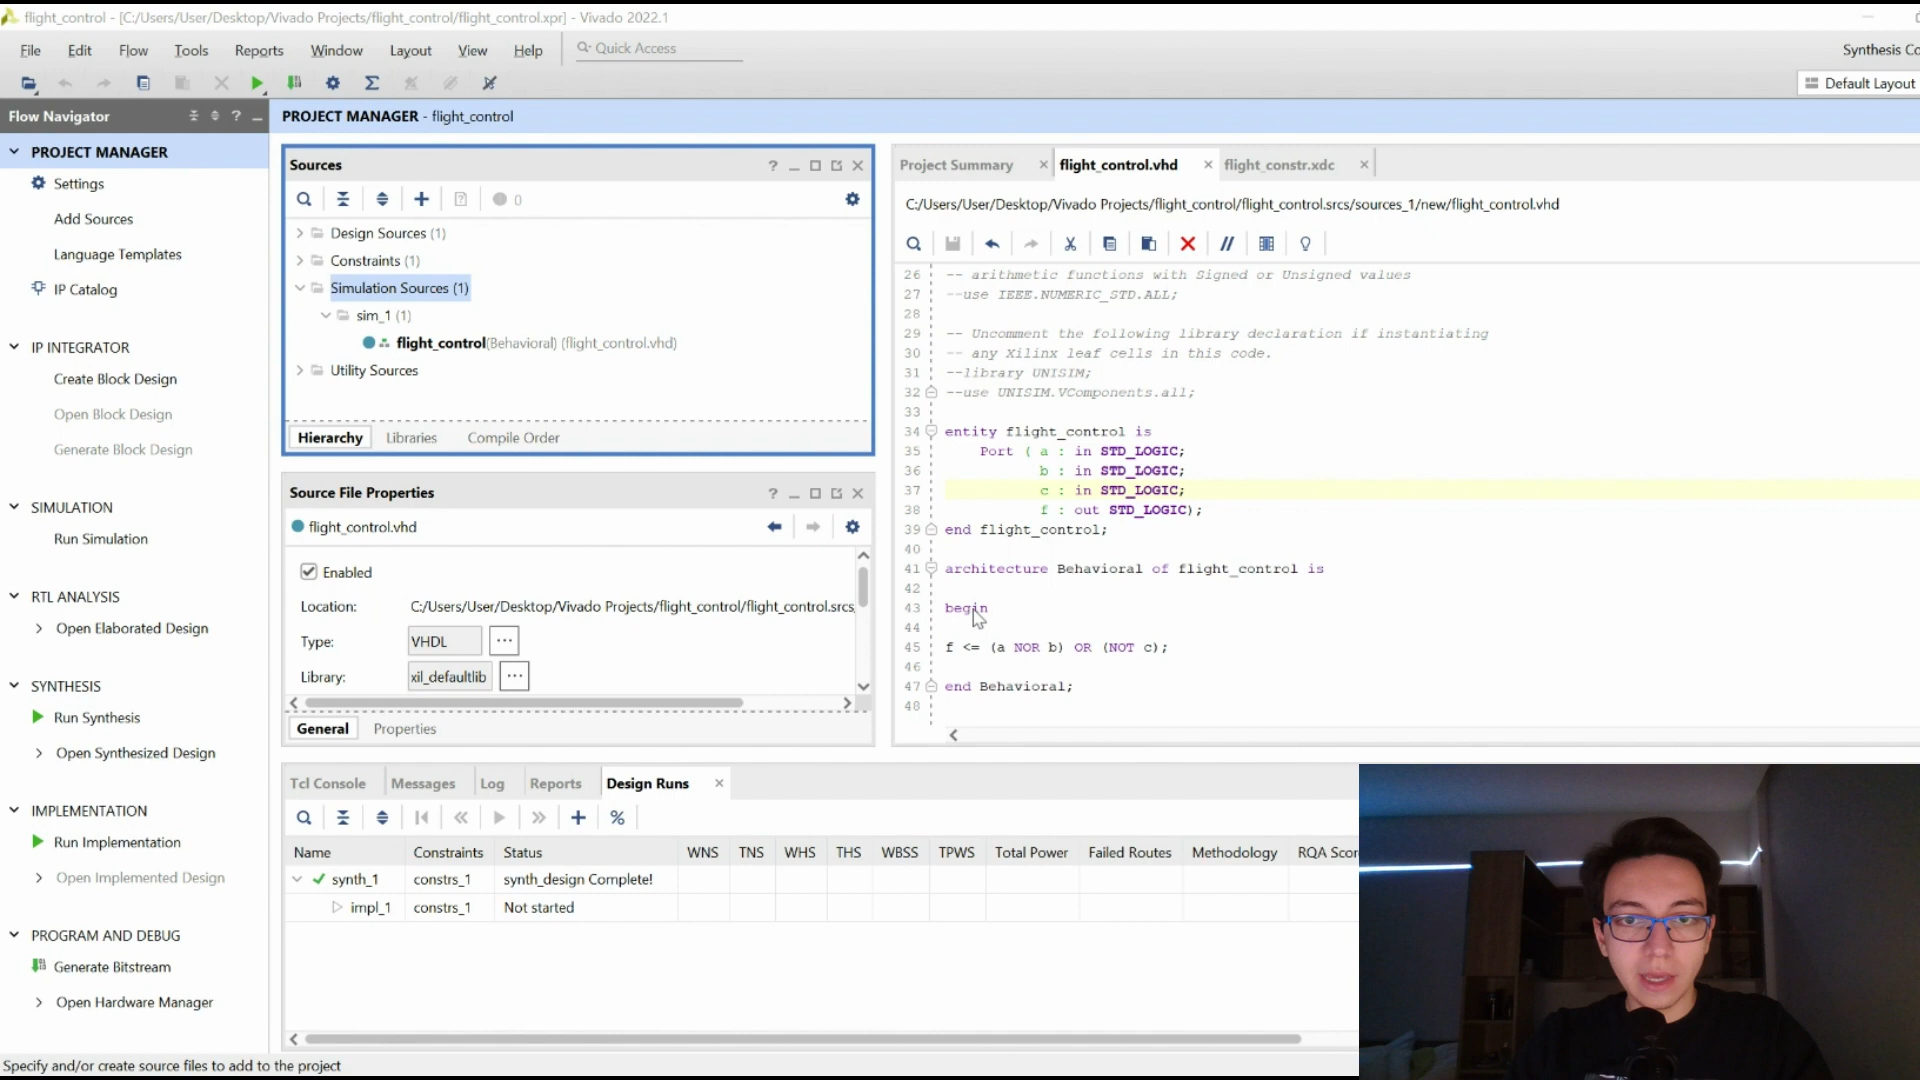 flight_control - [C:/Users/User/Desktop/Vivado Projects/flight_control/flight_control.xpr] - Vivado 2022.1
File Edit Flow Tools Reports Window Layout View Help Quick Access
Synthesis Co
Default Layout
Flow Navigator
PROJECT MANAGER - flight_control
PROJECT MANAGER
Settings
Add Sources
Language Templates
IP Catalog
IP INTEGRATOR
Create Block Design
Open Block Design
Generate Block Design
SIMULATION
Run Simulation
RTL ANALYSIS
Open Elaborated Design
SYNTHESIS
Run Synthesis
Open Synthesized Design
IMPLEMENTATION
Run Implementation
Open Implemented Design
PROGRAM AND DEBUG
Generate Bitstream
Open Hardware Manager
Sources
0
Design Sources (1)
Constraints (1)
Simulation Sources (1)
sim_1 (1)
flight_control(Behavioral) (flight_control.vhd)
Utility Sources
Hierarchy Libraries Compile Order
Source File Properties
flight_control.vhd
Enabled
Location: C:/Users/User/Desktop/Vivado Projects/flight_control/flight_control.srcs
Type: VHDL
Library: xil_defaultlib
General Properties
Project Summary flight_control.vhd flight_constr.xdc
C:/Users/User/Desktop/Vivado Projects/flight_control/flight_control.srcs/sources_1/new/flight_control.vhd
26 -- arithmetic functions with Signed or Unsigned values
27 --use IEEE.NUMERIC_STD.ALL;
28
29 -- Uncomment the following library declaration if instantiating
30 -- any Xilinx leaf cells in this code.
31 --library UNISIM;
32 --use UNISIM.VComponents.all;
33
34 entity flight_control is
35 Port ( a : in STD_LOGIC;
36 b : in STD_LOGIC;
37 c : in STD_LOGIC;
38 f : out STD_LOGIC);
39 end flight_control;
40
41 architecture Behavioral of flight_control is
42
43 begin
44
45 f <= (a NOR b) OR (NOT c);
46
47 end Behavioral;
48
Tcl Console Messages Log Reports Design Runs
Name Constraints Status WNS TNS WHS THS WBSS TPWS Total Power Failed Routes Methodology RQA Scor
synth_1 constrs_1 synth_design Complete!
impl_1 constrs_1 Not started
Specify and/or create source files to add to the project